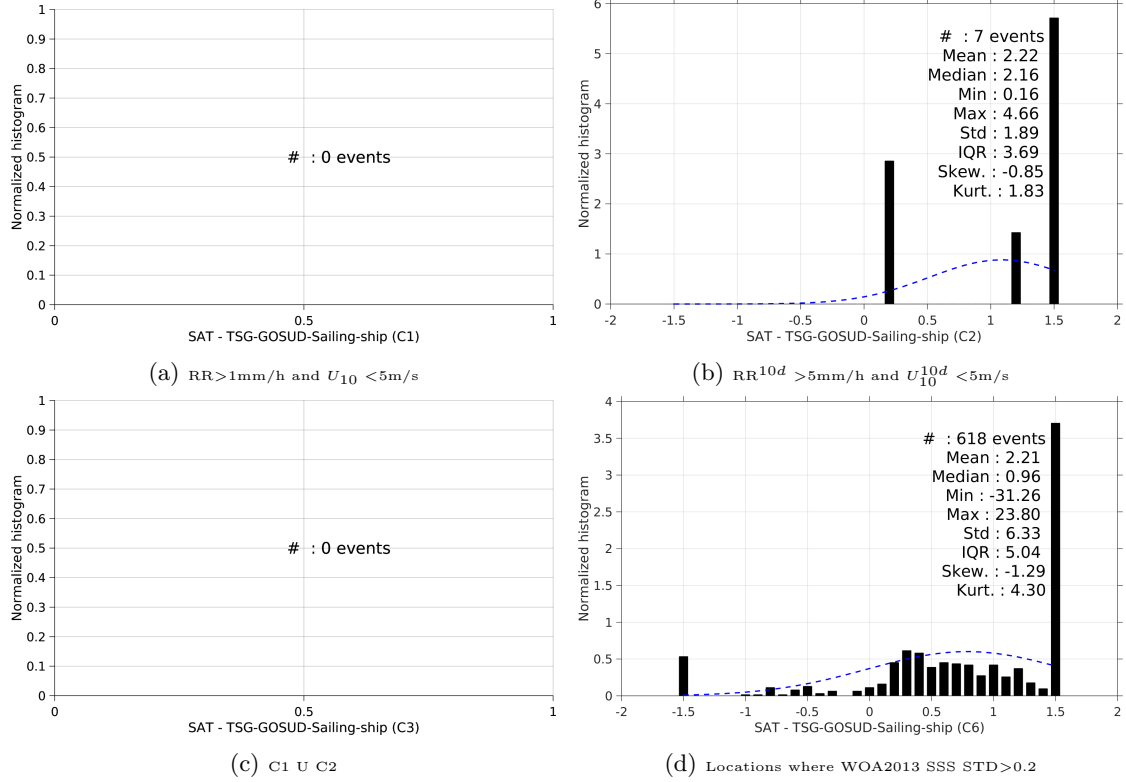 1
0.9
0.8
0.7
0.6
0.5
0.4
0.3
0.2
0.1
0
Normalized histogram
# : 0 events
0 0.5 1
SAT - TSG-GOSUD-Sailing-ship (C1)
(a) RR>1mm/h and U10 <5m/s
6
5
4
3
2
1
0
Normalized histogram
# : 7 events
Mean : 2.22
Median : 2.16
Min : 0.16
Max : 4.66
Std : 1.89
IQR : 3.69
Skew. : -0.85
Kurt. : 1.83
-2 -1.5 -1 -0.5 0 0.5 1 1.5 2
SAT - TSG-GOSUD-Sailing-ship (C2)
(b) RR^10d >5mm/h and U_10^10d <5m/s
1
0.9
0.8
0.7
0.6
0.5
0.4
0.3
0.2
0.1
0
Normalized histogram
# : 0 events
0 0.5 1
SAT - TSG-GOSUD-Sailing-ship (C3)
(c) C1 U C2
4
3.5
3
2.5
2
1.5
1
0.5
0
Normalized histogram
# : 618 events
Mean : 2.21
Median : 0.96
Min : -31.26
Max : 23.80
Std : 6.33
IQR : 5.04
Skew. : -1.29
Kurt. : 4.30
-2 -1.5 -1 -0.5 0 0.5 1 1.5 2
SAT - TSG-GOSUD-Sailing-ship (C6)
(d) Locations where WOA2013 SSS STD>0.2